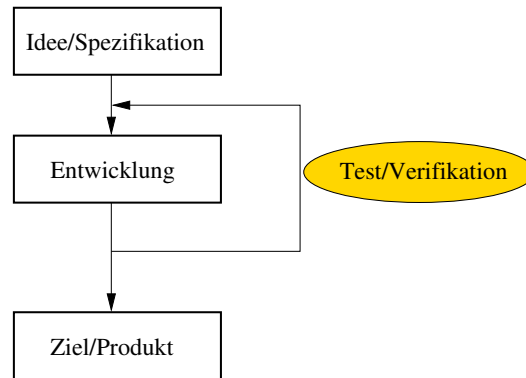 Idee/Spezifikation
Entwicklung
Test/Verifikation
Ziel/Produkt